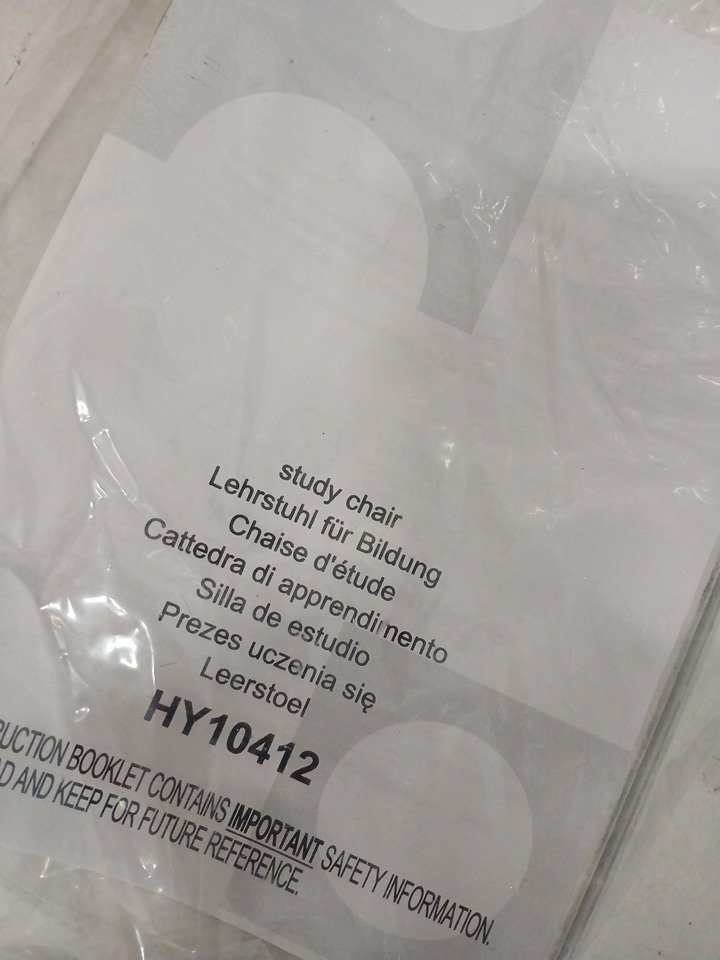 study chair
Lehrstuhl für Bildung
Chaise d'étude
Cattedra di apprendimento
Silla de estudio
Prezes uczenia się
Leerstoel
HY10412
BOOKLET CONTAINS IMPORTANT SAFETY INFORMATION.
AND KEEP FOR FUTURE REFERENCE.